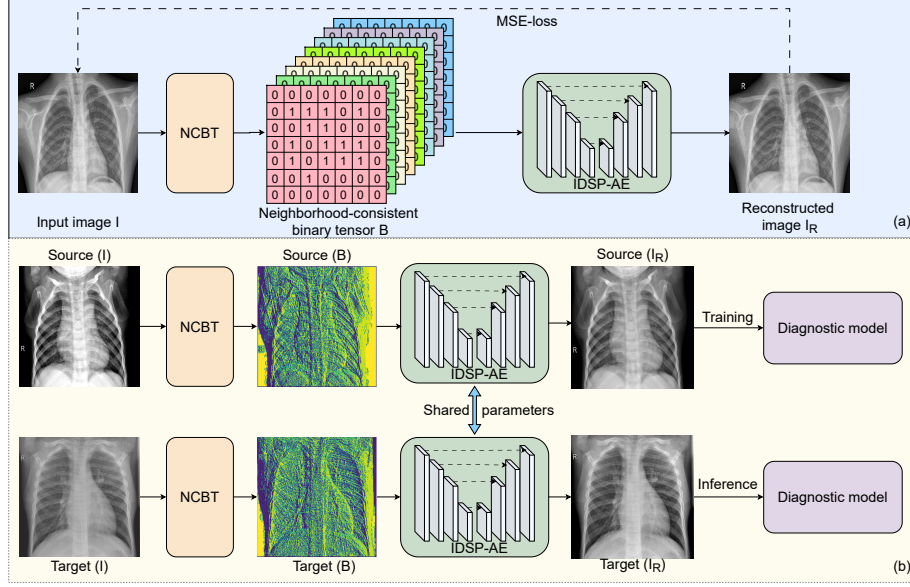 MSE-loss
R
NCBT
0 0 0 0 0 0 0
0 1 1 1 0 1 0
0 0 1 1 0 0 0
0 1 0 1 1 0 0
0 1 0 1 1 1 0
0 0 1 0 0 0 0
0 0 0 0 0 0 0
IDSP-AE
Input image I
Neighborhood-consistent
binary tensor B
Reconstructed
image I_R
(a)
Source (I)
Source (B)
Source (I_R)
R
NCBT
IDSP-AE
Training
Diagnostic model
Shared parameters
NCBT
IDSP-AE
Inference
Diagnostic model
Target (I)
Target (B)
Target (I_R)
(b)